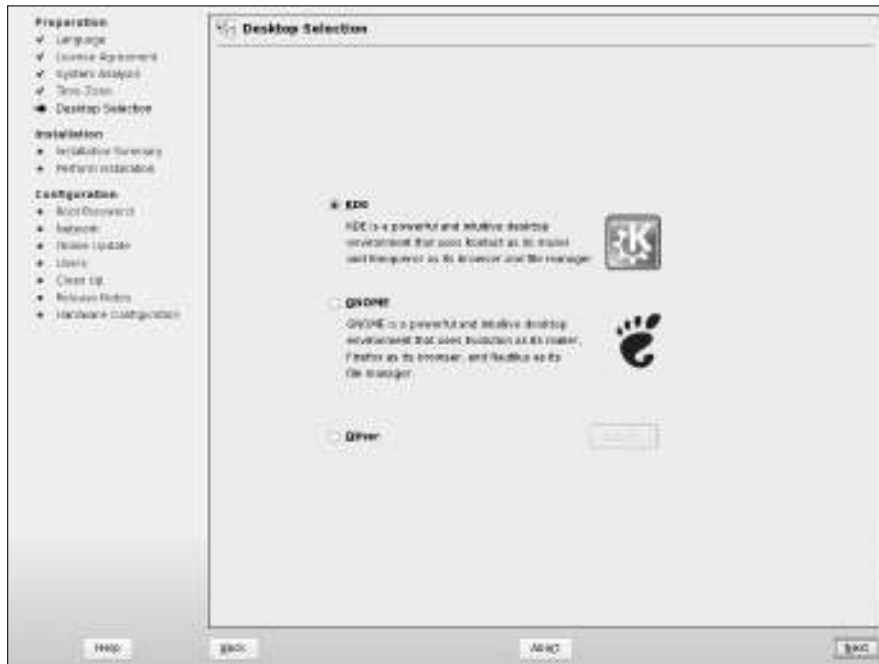 Preparation
Language
License Agreement
System Analysis
Time Zone
Desktop Selection
Installation
Installation Summary
Perform Installation
Configuration
Root Password
Network
Online Update
Users
Clean Up
Release Notes
Hardware Configuration
Desktop Selection
KDE
KDE is a powerful and intuitive desktop
environment that uses Kontact as its mailer
and Konqueror as its browser and file manager.
GNOME
GNOME is a powerful and intuitive desktop
environment that uses Evolution as its mailer,
Firefox as its browser, and Nautilus as its
file manager.
Other
Help
Back
Abort
Next